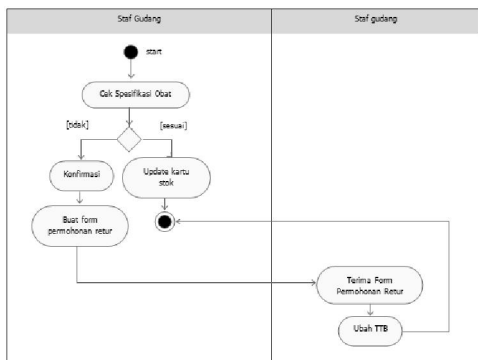 Staf Gudang
Staf gudang
start
Cek Spesifikasi Obat
[tidak]
[sesuai]
Konfirmasi
Update kartu
stok
Buat form
permohonan retur
Terima Form
Permohonan Retur
Ubah TTB